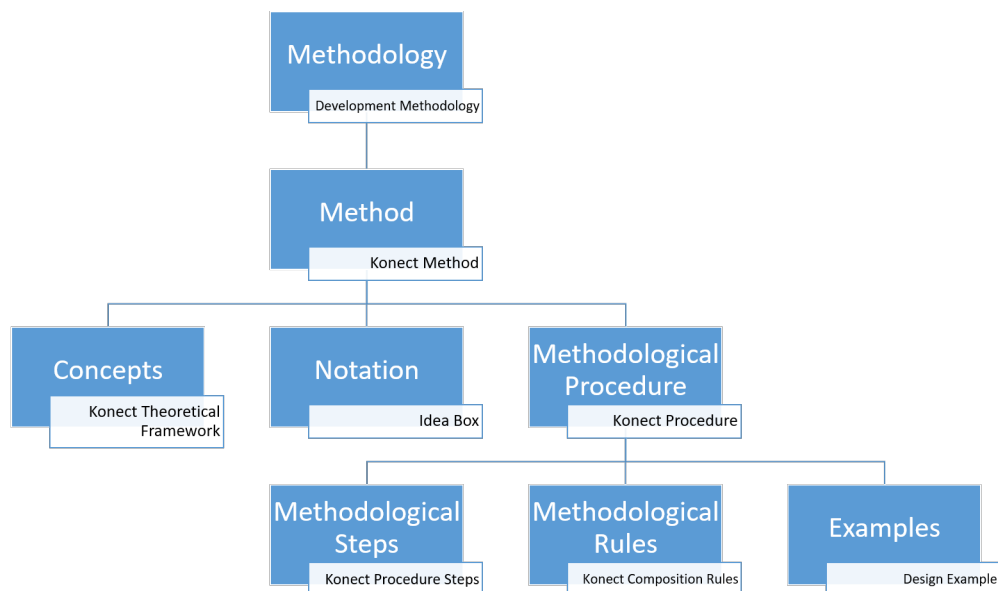 Methodology
Development Methodology
Method
Konect Method
Concepts
Konect Theoretical
Framework
Notation
Idea Box
Methodological
Procedure
Konect Procedure
Methodological
Steps
Konect Procedure Steps
Methodological
Rules
Konect Composition Rules
Examples
Design Example